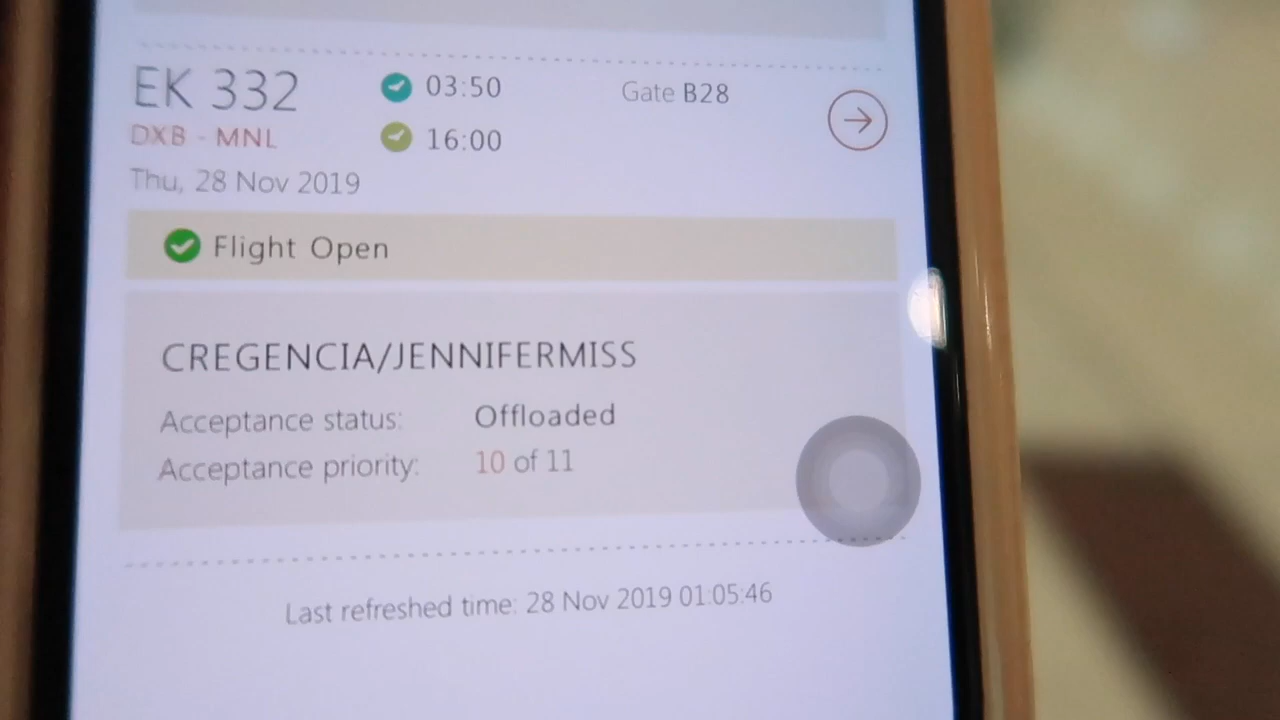 EK 332 03:50 Gate B28
DXB - MNL 16:00
Thu, 28 Nov 2019
Flight Open
CREGENCIA/JENNIFERMISS
Acceptance status: Offloaded
Acceptance priority: 10 of 11
Last refreshed time: 28 Nov 2019 01:05:46